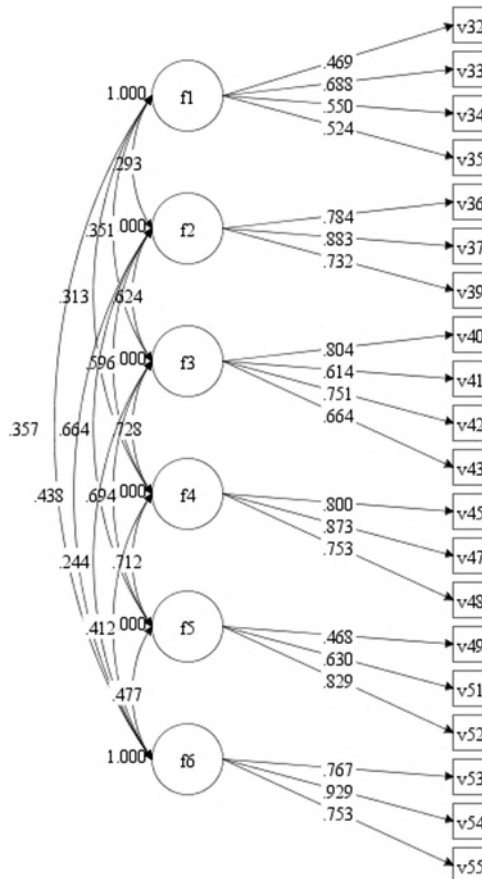 v32
.469
v33
1.000 f1 .688
v34
.550
.524
v35
.293
v36
.784
.351 .000 f2 .883 v37
.732
v39
.313 .624
v40
.804
.596 .000 f3 .614 v41
.751 v42
.664
.357 .664 .728 v43
.438 .694 .000 f4 .800 v45
.873
v47
.244 .712 .753
v48
.412 .000 f5 .468 v49
.630
v51
.829
.477 v52
1.000 f6 .767 v53
.929
v54
.753
v55